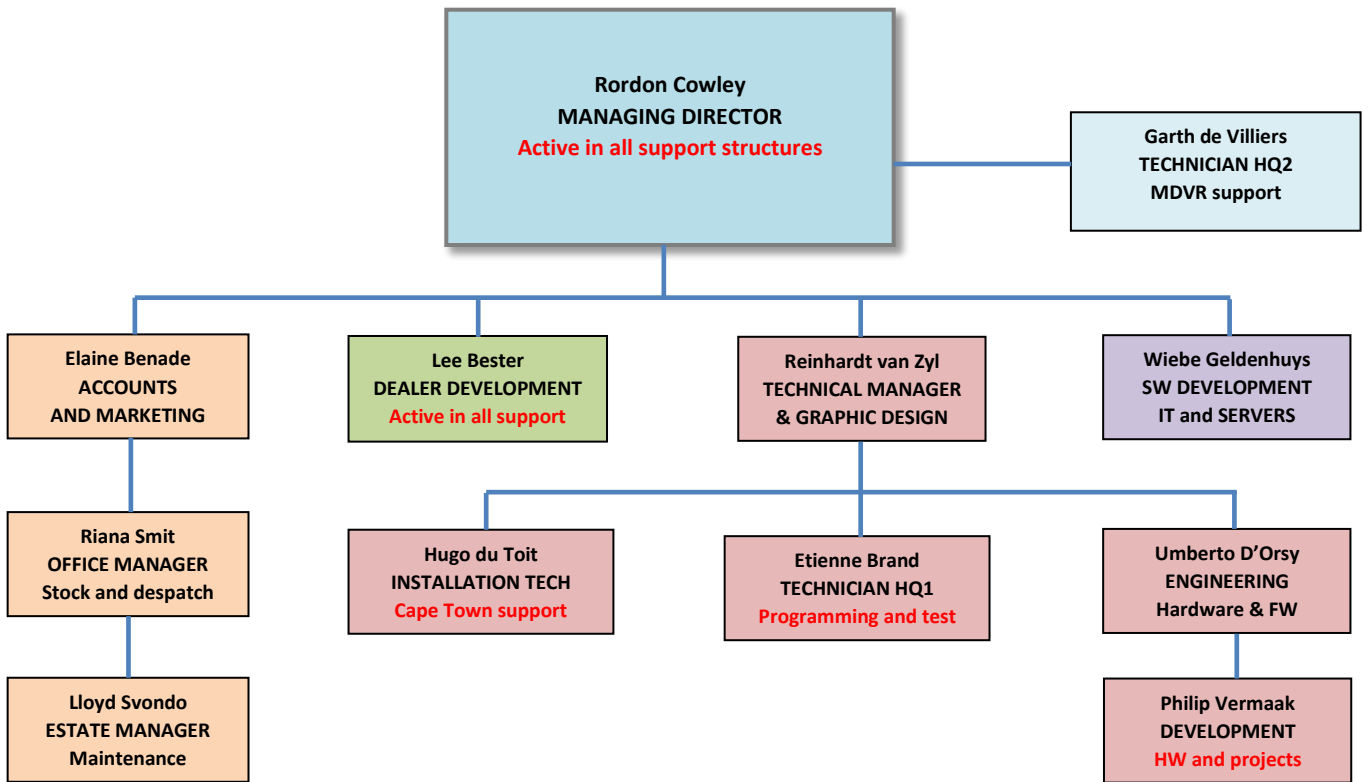 Rordon Cowley
MANAGING DIRECTOR
Active in all support structures
Garth de Villiers
TECHNICIAN HQ2
MDVR support
Elaine Benade
ACCOUNTS
AND MARKETING
Lee Bester
DEALER DEVELOPMENT
Active in all support
Reinhardt van Zyl
TECHNICAL MANAGER
& GRAPHIC DESIGN
Wiebe Geldenhuys
SW DEVELOPMENT
IT and SERVERS
Riana Smit
OFFICE MANAGER
Stock and despatch
Hugo du Toit
INSTALLATION TECH
Cape Town support
Etienne Brand
TECHNICIAN HQ1
Programming and test
Umberto D’Orsy
ENGINEERING
Hardware & FW
Lloyd Svondo
ESTATE MANAGER
Maintenance
Philip Vermaak
DEVELOPMENT
HW and projects